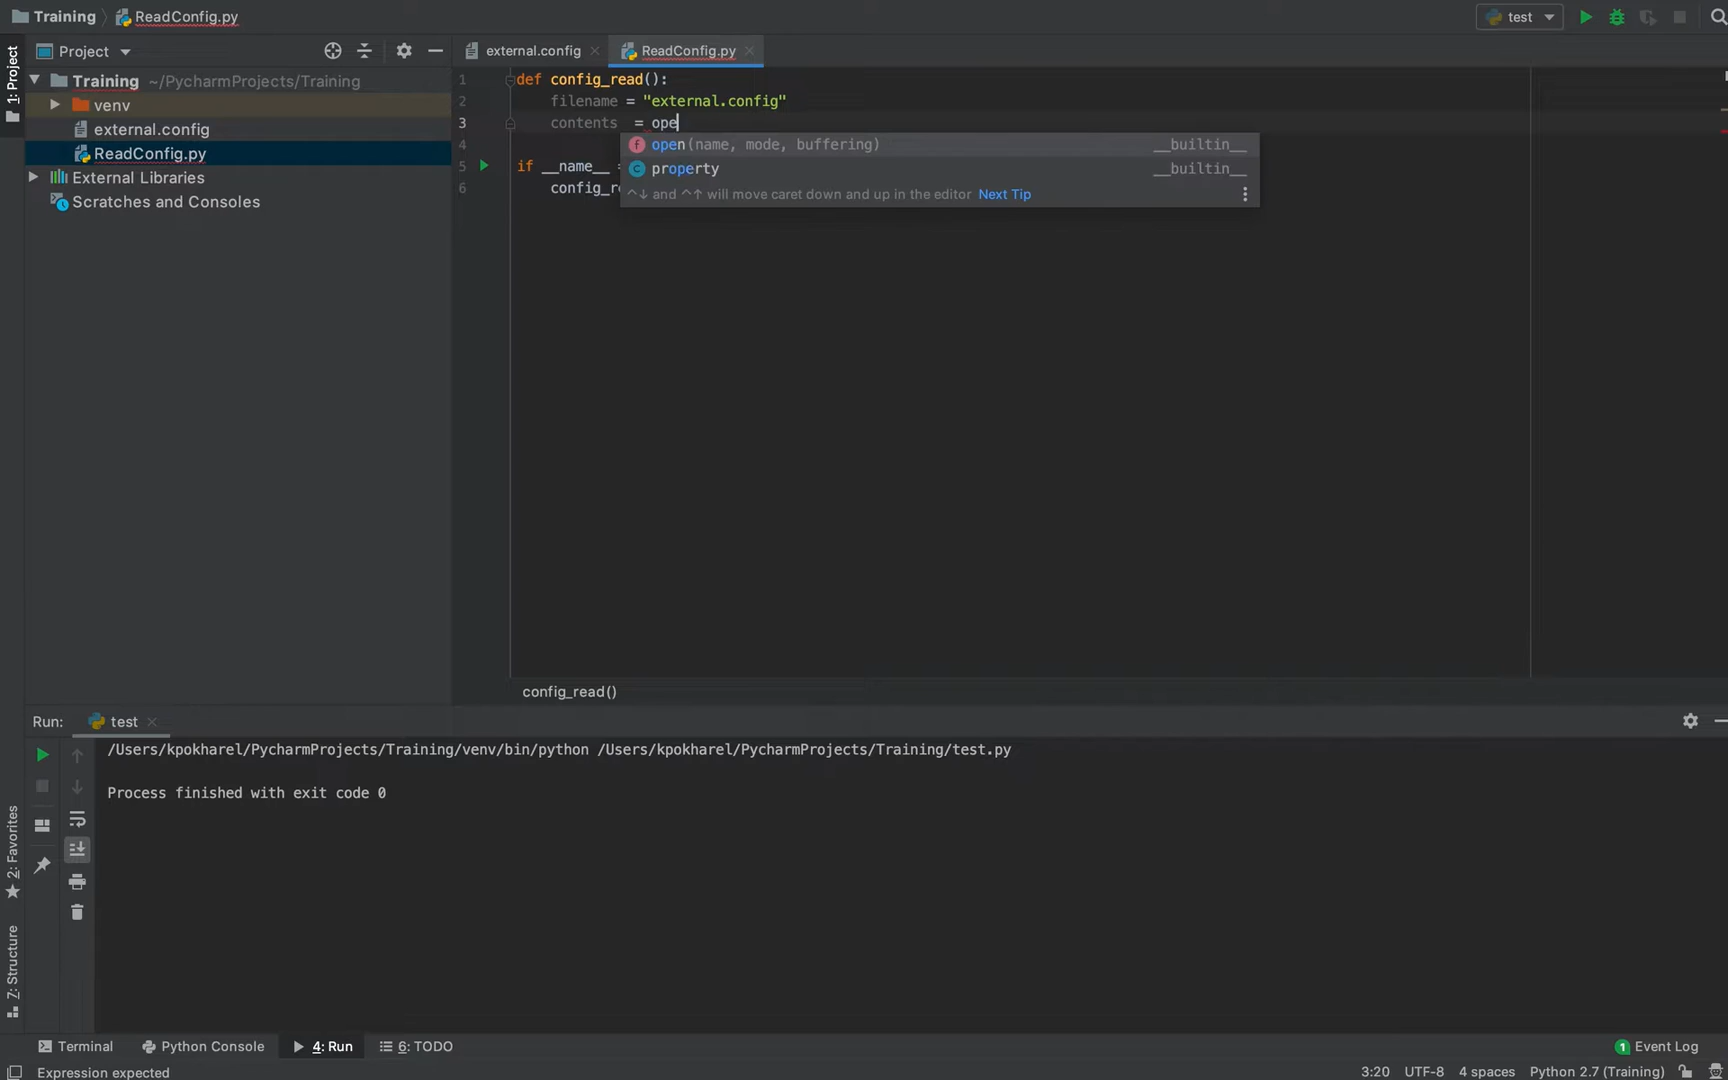 Training ReadConfig.py test
1: Project
Project
external.config ReadConfig.py
Training ~/PycharmProjects/Training
venv
external.config
ReadConfig.py
External Libraries
Scratches and Consoles
1 def config_read():
2 filename = "external.config"
3 contents = ope
4
5 if __name__ =
6 config_re
open(name, mode, buffering) __builtin__
property __builtin__
^↓ and ^↑ will move caret down and up in the editor Next Tip
config_read()
Run: test
/Users/kpokharel/PycharmProjects/Training/venv/bin/python /Users/kpokharel/PycharmProjects/Training/test.py
Process finished with exit code 0
2: Favorites
7: Structure
Terminal Python Console 4: Run 6: TODO 1 Event Log
Expression expected 3:20 UTF-8 4 spaces Python 2.7 (Training)